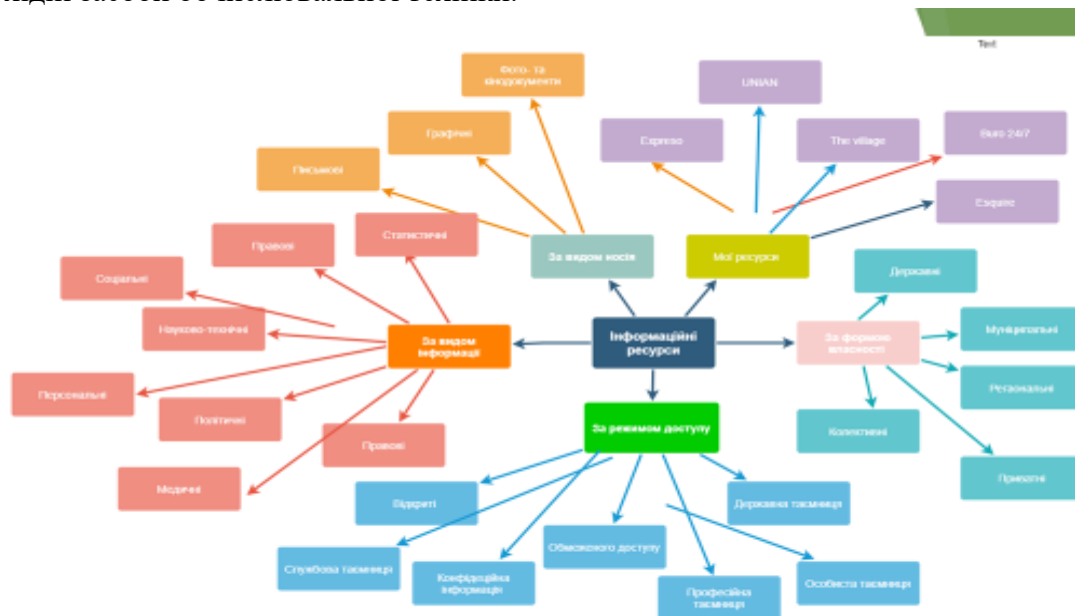 Text
Фото- та
кінодокументи
UNIAN
Графічні
Expreso
The village
Buro 24/7
Письмові
Esquire
Статистичні
Правові
За видом носія
Мої ресурси
Державні
Соціальні
Науково-технічні
За видом
інформації
Інформаційні
ресурси
За формою
власності
Муніципальні
Персональні
Регіональні
Політичні
Правові
За режимом доступу
Колективні
Медичні
Приватні
Відкриті
Державна таємниця
Обмеженого доступу
Службова таємниця
Конфіденційна
інформація
Професійна
таємниця
Особиста таємниця